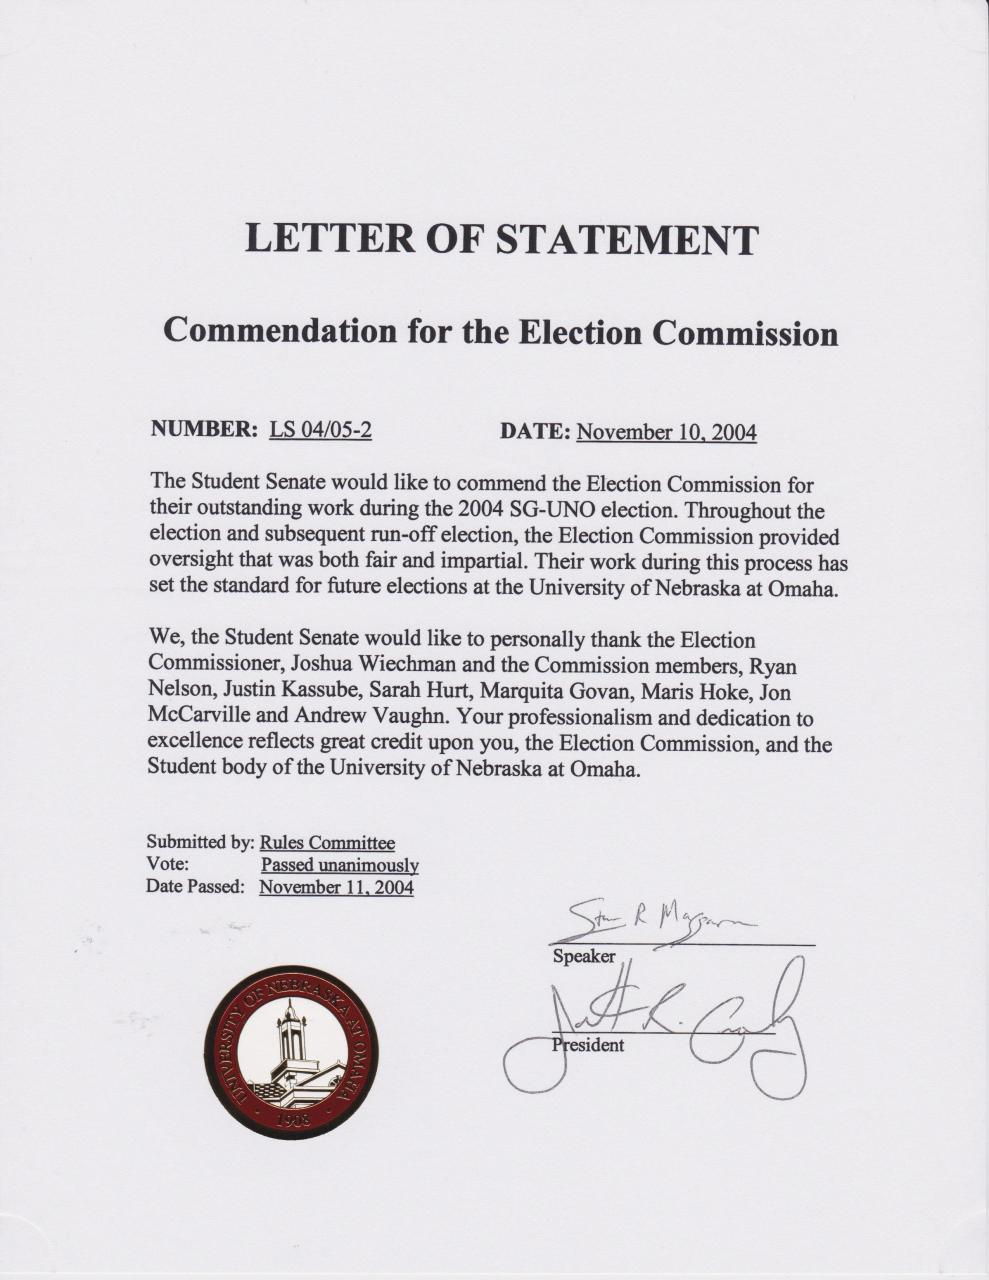 LETTER OF STATEMENT
Commendation for the Election Commission
NUMBER: LS 04/05-2 DATE: November 10, 2004
The Student Senate would like to commend the Election Commission for
their outstanding work during the 2004 SG-UNO election. Throughout the
election and subsequent run-off election, the Election Commission provided
oversight that was both fair and impartial. Their work during this process has
set the standard for future elections at the University of Nebraska at Omaha.
We, the Student Senate would like to personally thank the Election
Commissioner, Joshua Wiechman and the Commission members, Ryan
Nelson, Justin Kassube, Sarah Hurt, Marquita Govan, Maris Hoke, Jon
McCarville and Andrew Vaughn. Your professionalism and dedication to
excellence reflects great credit upon you, the Election Commission, and the
Student body of the University of Nebraska at Omaha.
Submitted by: Rules Committee
Vote: Passed unanimously
Date Passed: November 11, 2004
R
Speaker
R.
President
UNIVERSITY OF NEBRASKA AT OMAHA
1908